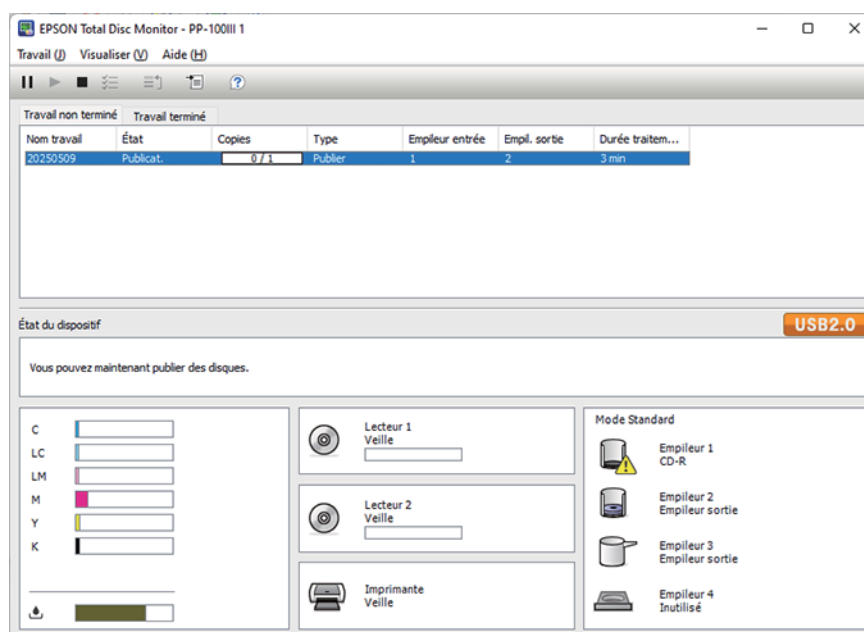 EPSON Total Disc Monitor - PP-100III 1
Travail (J) Visualiser (V) Aide (H)
Travail non terminé Travail terminé
Nom travail État Copies Type Empileur entrée Empil. sortie Durée traitem...
20250509 Publicat. 0 / 1 Publier 1 2 3 min
État du dispositif
USB2.0
Vous pouvez maintenant publier des disques.
C
LC
LM
M
Y
K
Lecteur 1
Veille
Lecteur 2
Veille
Imprimante
Veille
Mode Standard
Empileur 1
CD-R
Empileur 2
Empileur sortie
Empileur 3
Empileur sortie
Empileur 4
Inutilisé